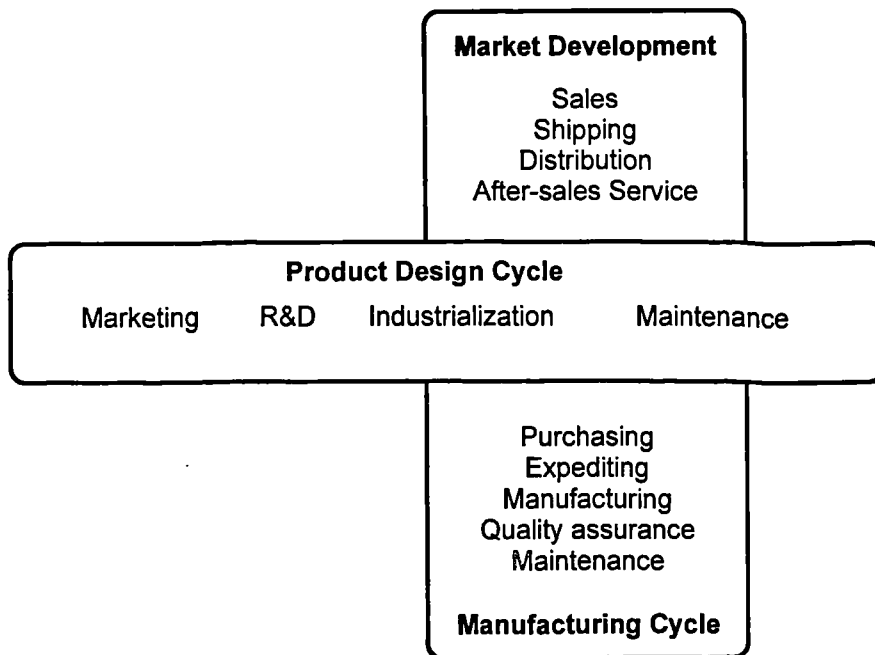 Market Development
Sales
Shipping
Distribution
After-sales Service
Product Design Cycle
Marketing R&D Industrialization Maintenance
Purchasing
Expediting
Manufacturing
Quality assurance
Maintenance
Manufacturing Cycle